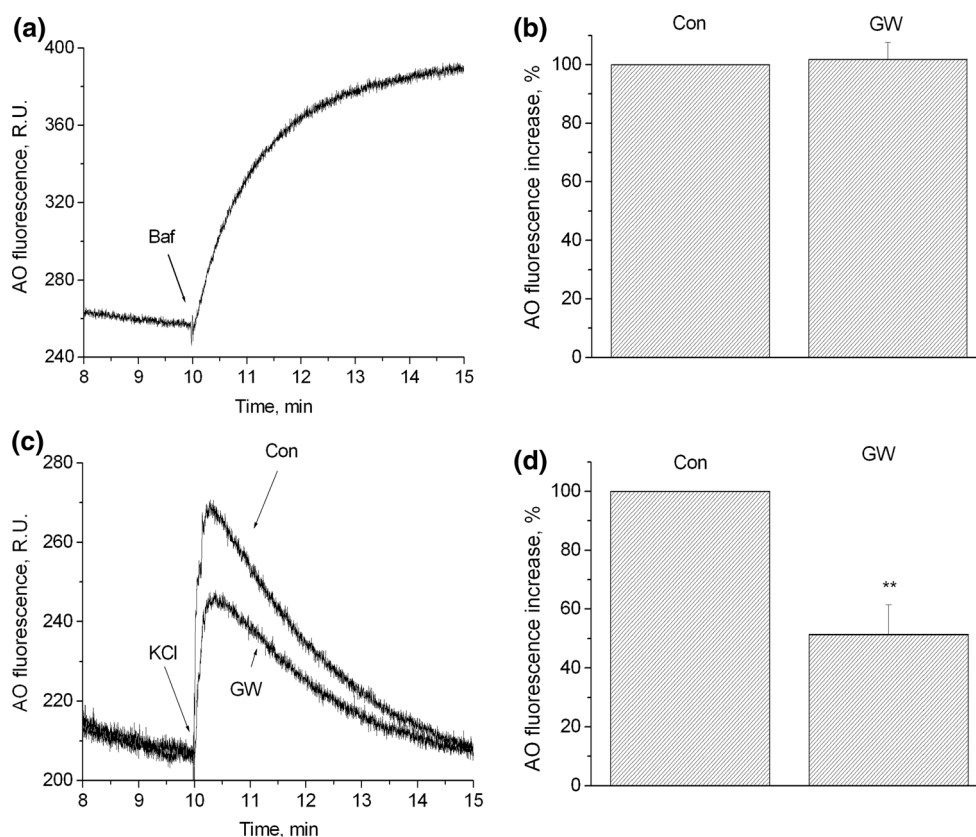 (a)
AO fluorescence, R.U.
400
360
320
280
240
Baf
8 9 10 11 12 13 14 15
Time, min
(b)
AO fluorescence increase, %
Con GW
100
80
60
40
20
0
(c)
AO fluorescence, R.U.
280
260
240
220
200
Con
KCl
GW
8 9 10 11 12 13 14 15
Time, min
(d)
AO fluorescence increase, %
Con GW
100
80
60
40
20
0
**